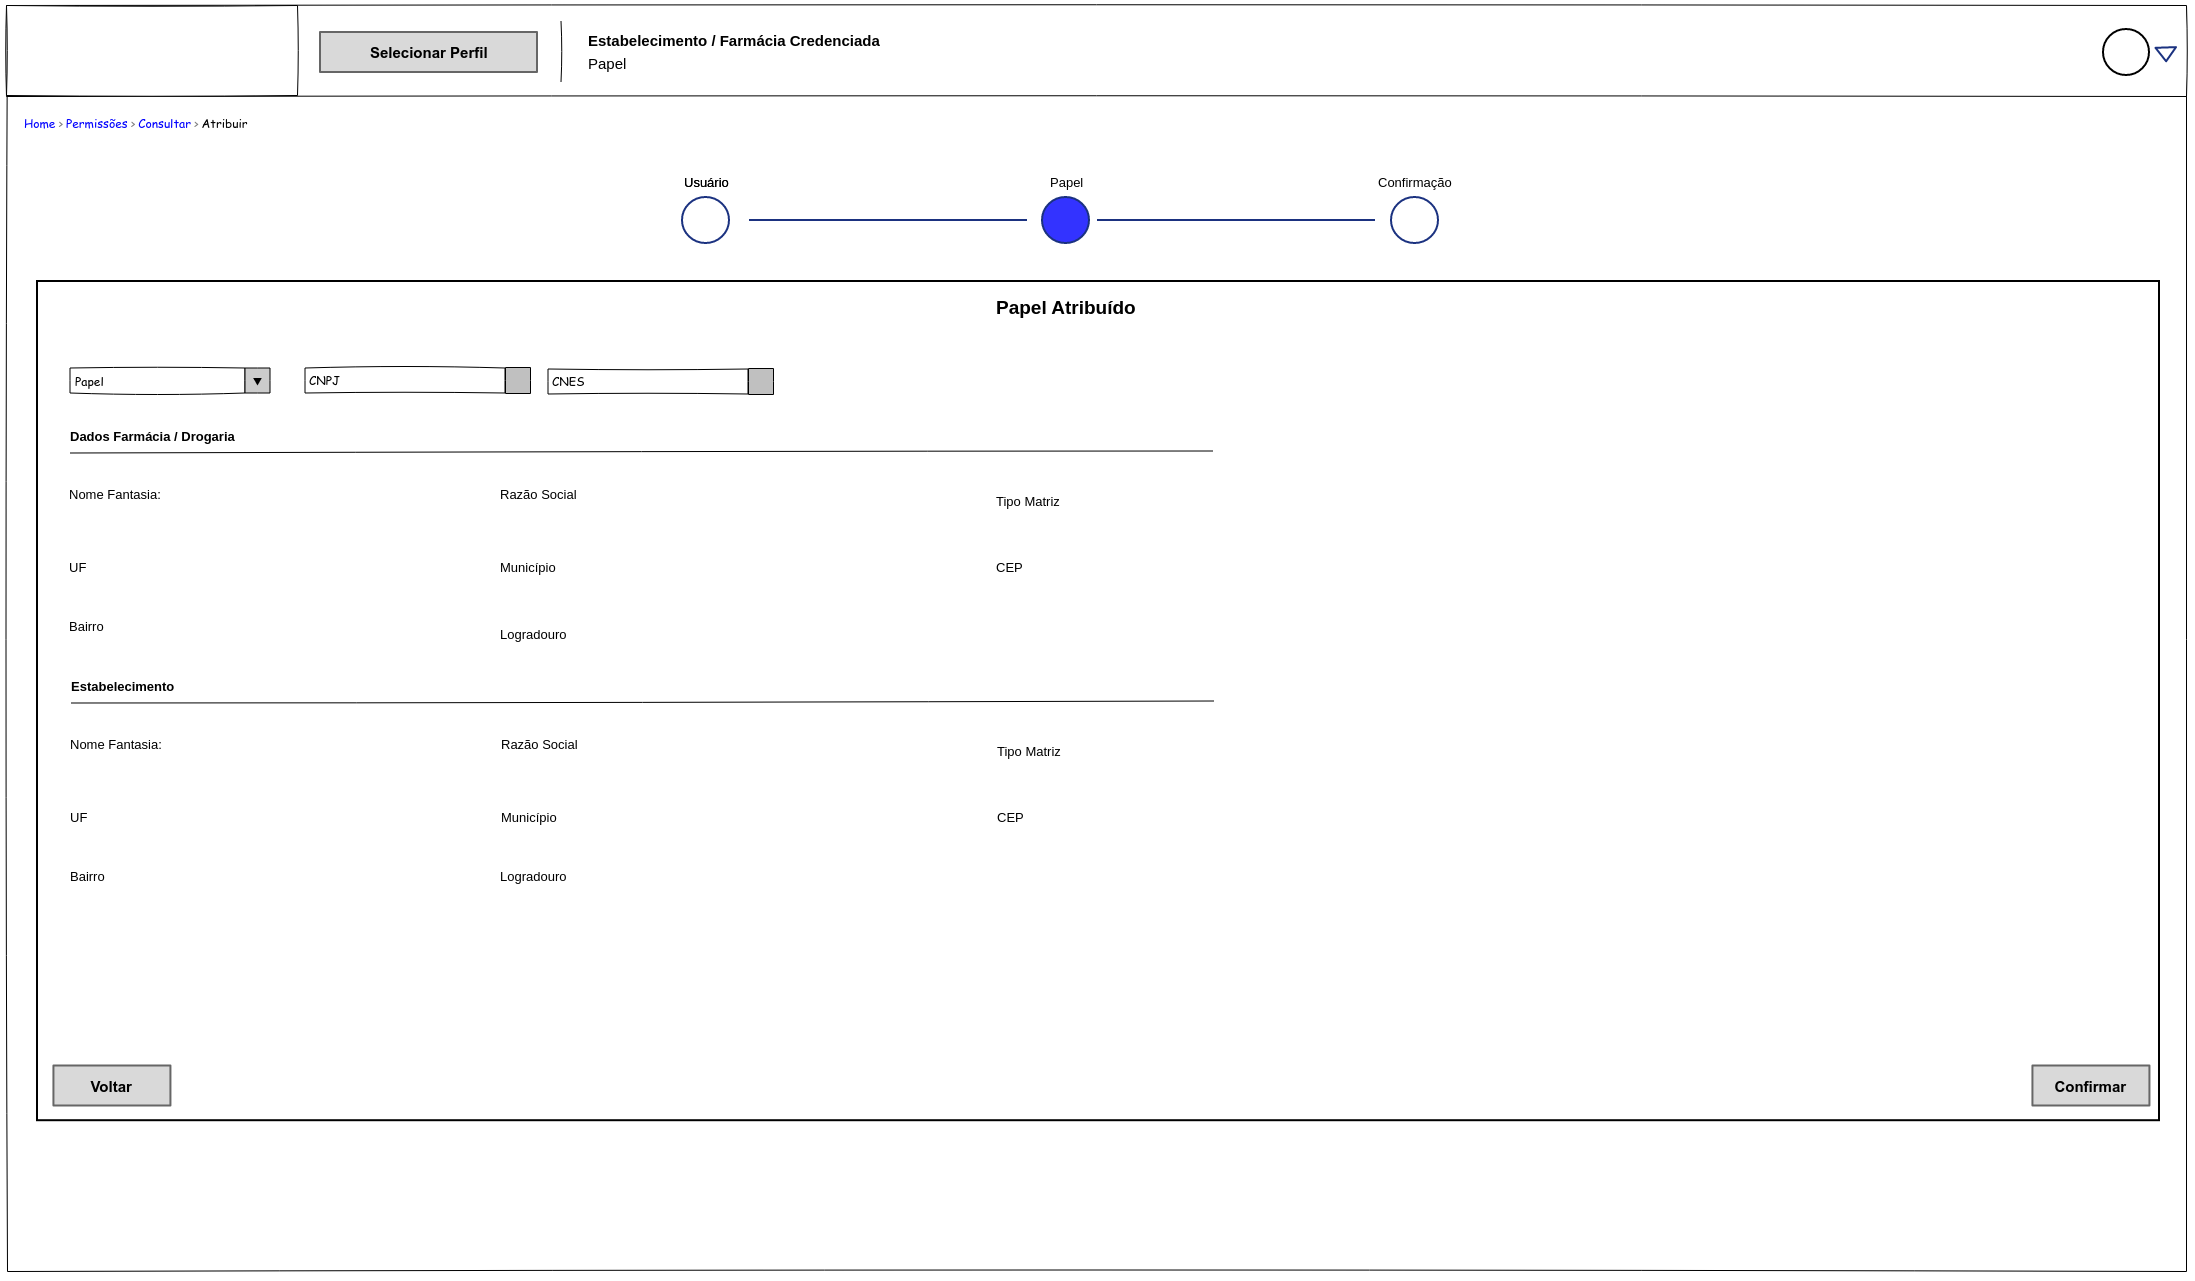 Selecionar Perfil
Estabelecimento / Farmácia Credenciada
Papel
Home > Permissões > Consultar > Atribuir
Usuário
Papel
Confirmação
Papel Atribuído
Papel
CNPJ
CNES
Dados Farmácia / Drogaria
Nome Fantasia:
Razão Social
Tipo Matriz
UF
Município
CEP
Bairro
Logradouro
Estabelecimento
Nome Fantasia:
Razão Social
Tipo Matriz
UF
Município
CEP
Bairro
Logradouro
Voltar
Confirmar